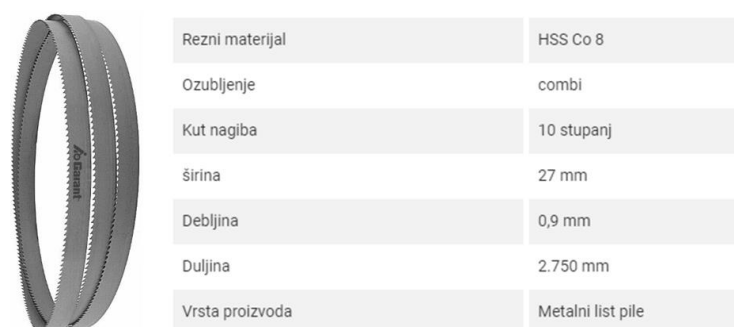 Garant
Rezni materijal HSS Co 8
Ozubljenje combi
Kut nagiba 10 stupanj
širina 27 mm
Debljina 0,9 mm
Duljina 2.750 mm
Vrsta proizvoda Metalni list pile